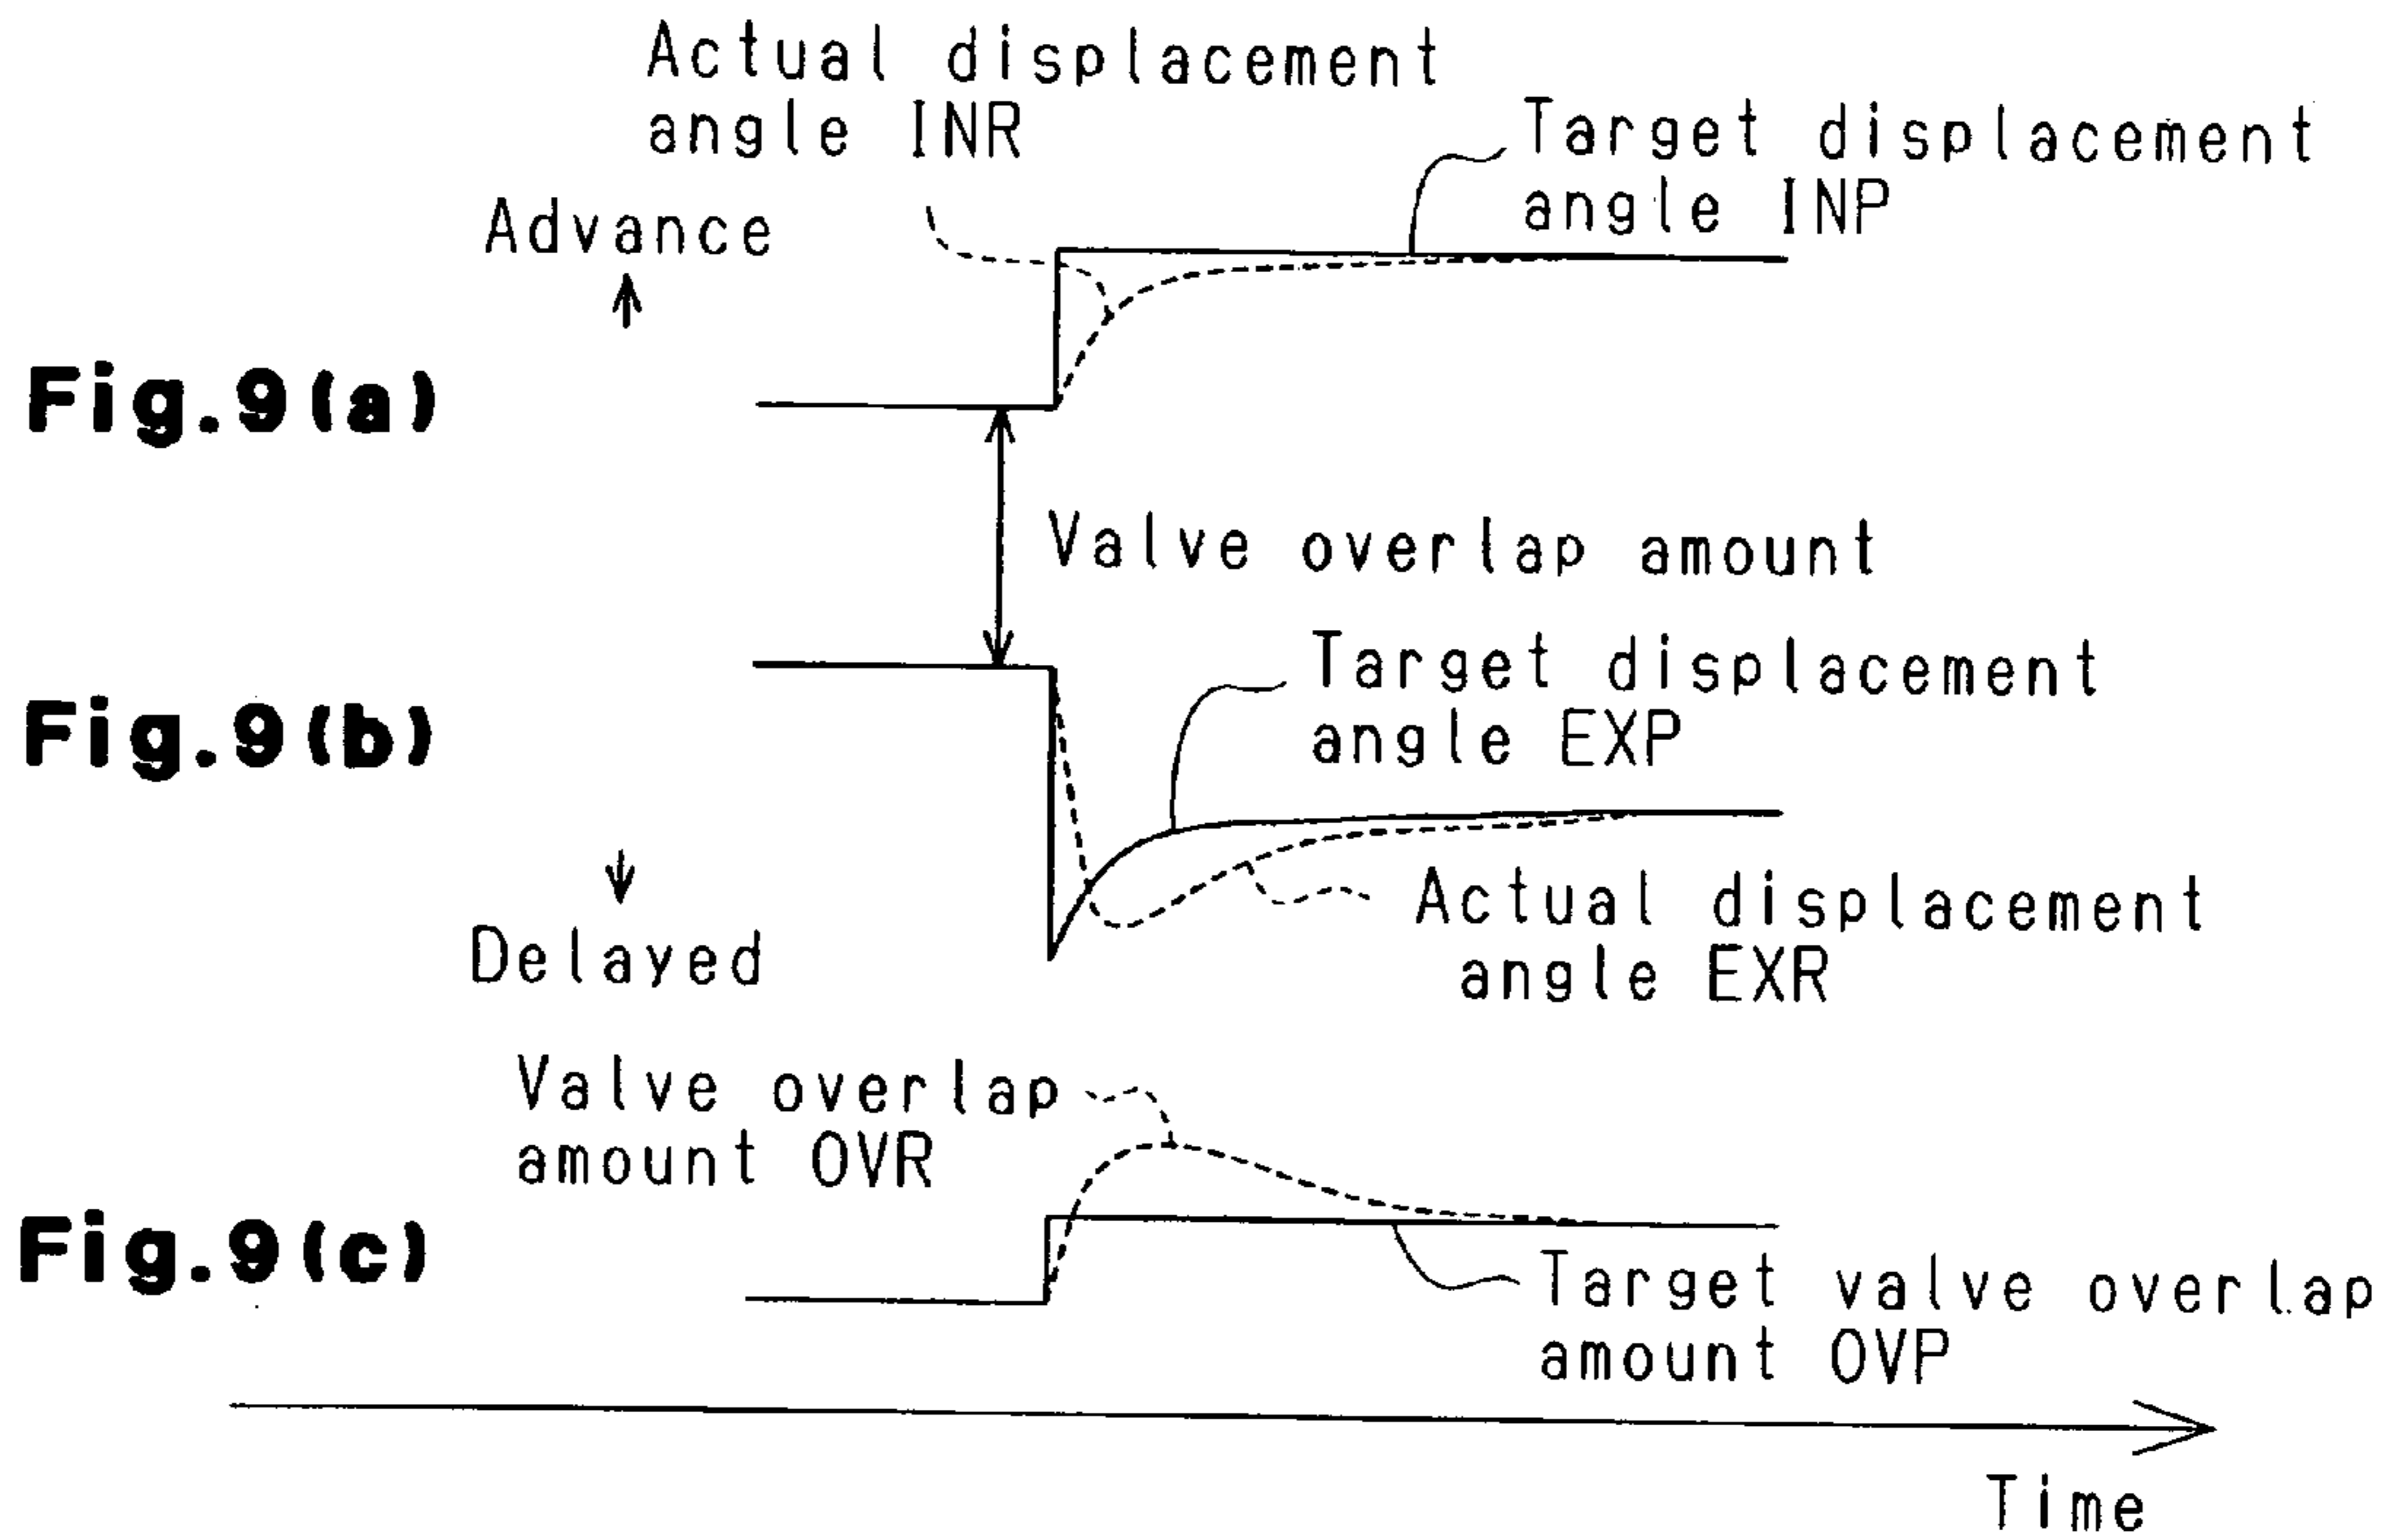 Actual displacement
angle INR
Target displacement
angle INP
Advance
Fig.9(a)
Valve overlap amount
Target displacement
angle EXP
Fig.9(b)
Actual displacement
angle EXR
Delayed
Valve overlap
amount OVR
Fig.9(c)
Target valve overlap
amount OVP
Time